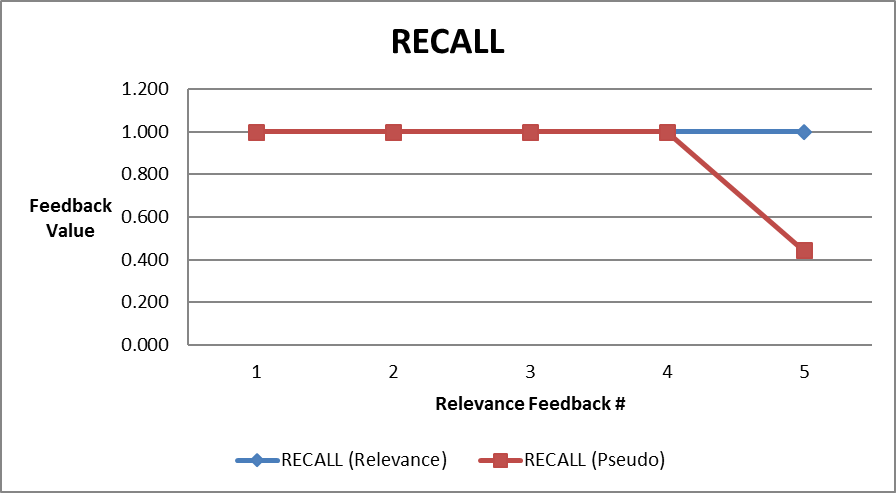 RECALL
1.200
1.000
0.800
0.600
0.400
0.200
0.000
Feedback
Value
1 2 3 4 5
Relevance Feedback #
RECALL (Relevance) RECALL (Pseudo)